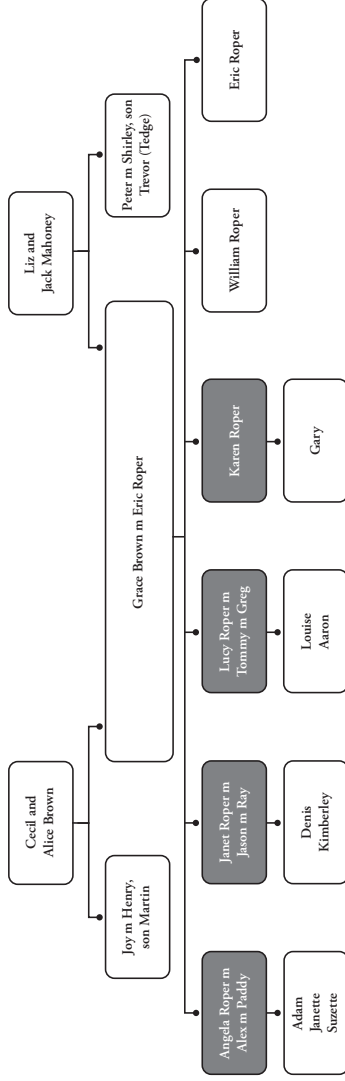 Cecil and
Alice Brown
Liz and
Jack Mahoney
Joy m Henry,
son Martin
Grace Brown m Eric Roper
Peter m Shirley, son
Trevor (Tedge)
Angela Roper m
Alex m Paddy
Janet Roper m
Jason m Ray
Lucy Roper m
Tommy m Greg
Karen Roper
William Roper
Eric Roper
Adam
Janette
Suzette
Denis
Kimberley
Louise
Aaron
Gary